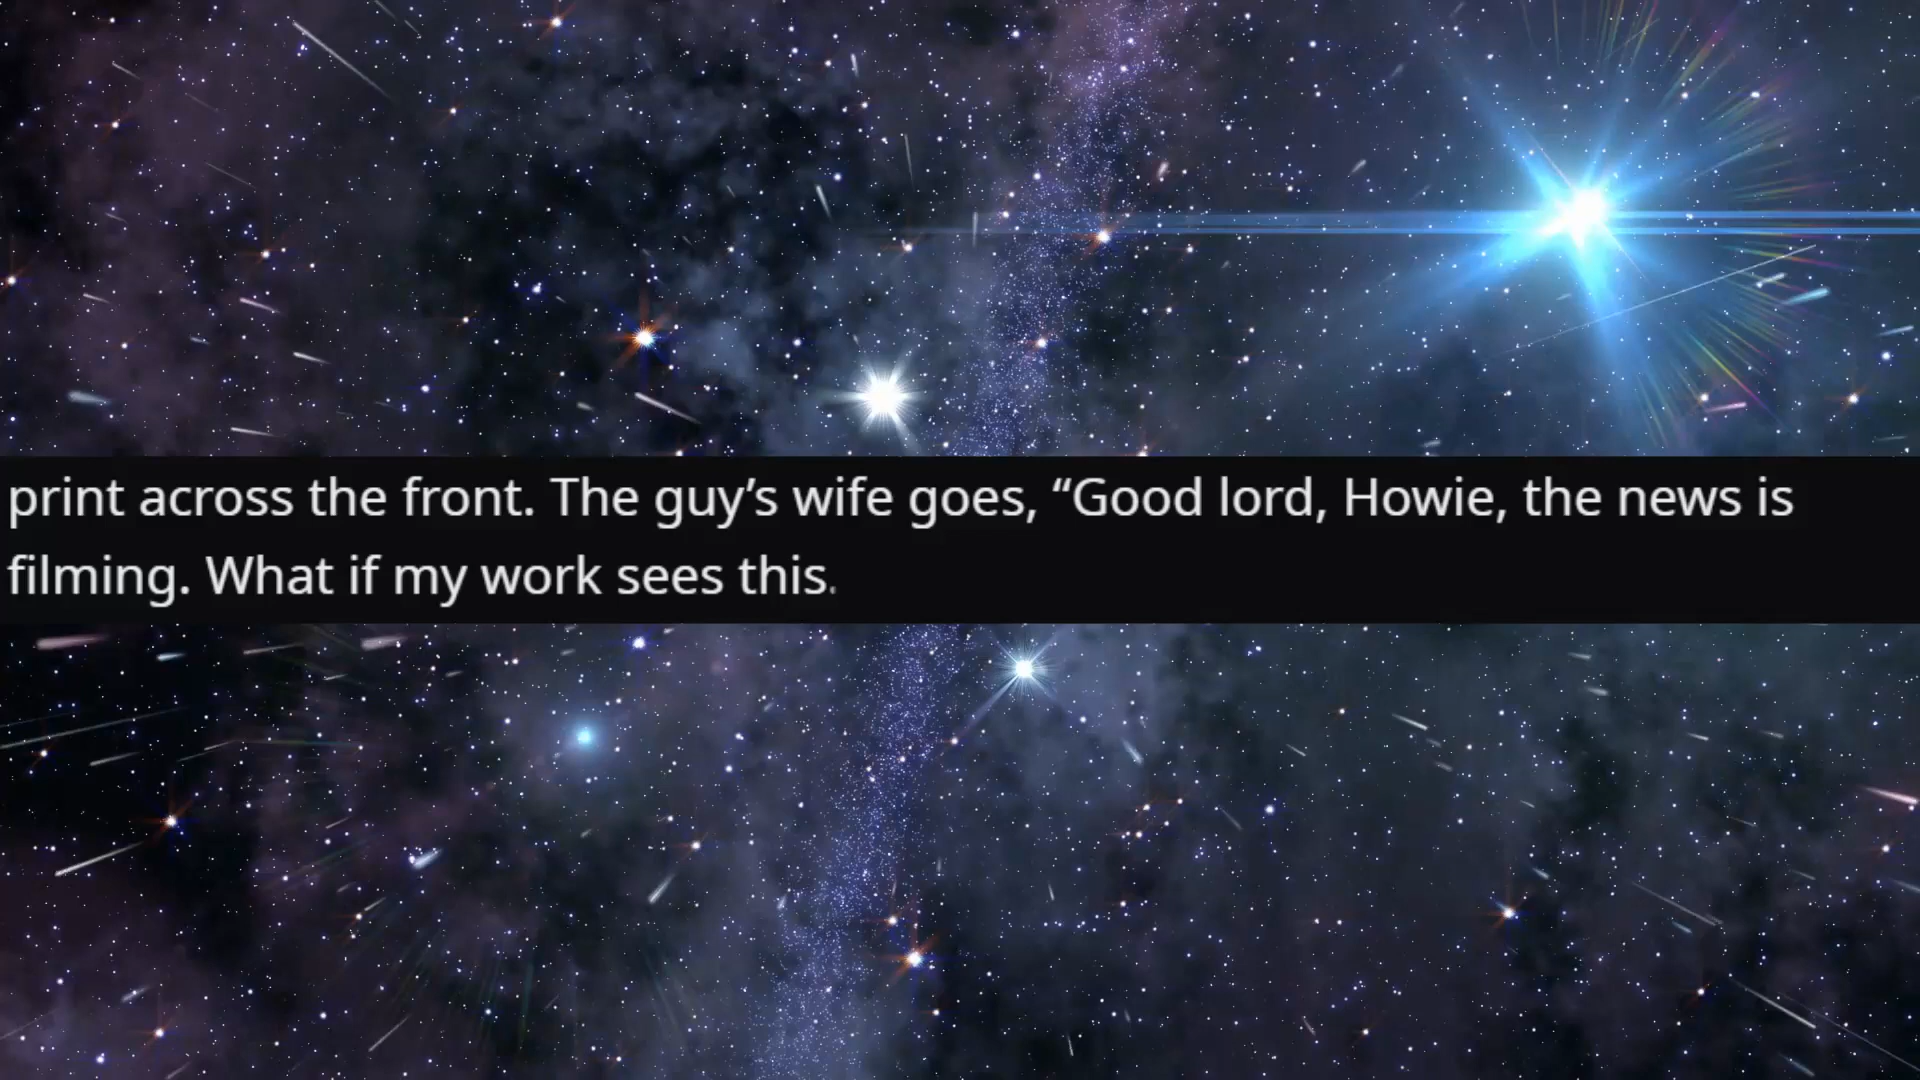 print across the front. The guy’s wife goes, “Good lord, Howie, the news is
filming. What if my work sees this.